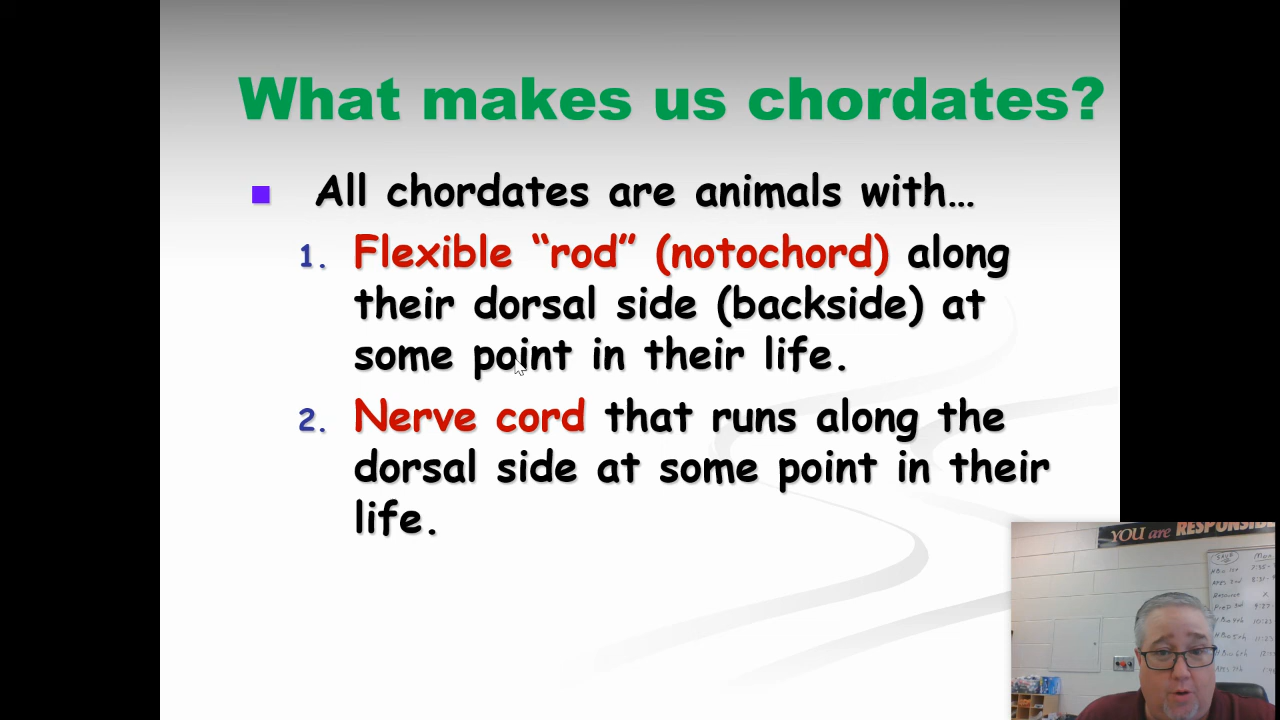 What makes us chordates?
All chordates are animals with...
1. Flexible “rod” (notochord) along
their dorsal side (backside) at
some point in their life.
2. Nerve cord that runs along the
dorsal side at some point in their
life.
YOU are RESPONSIBL